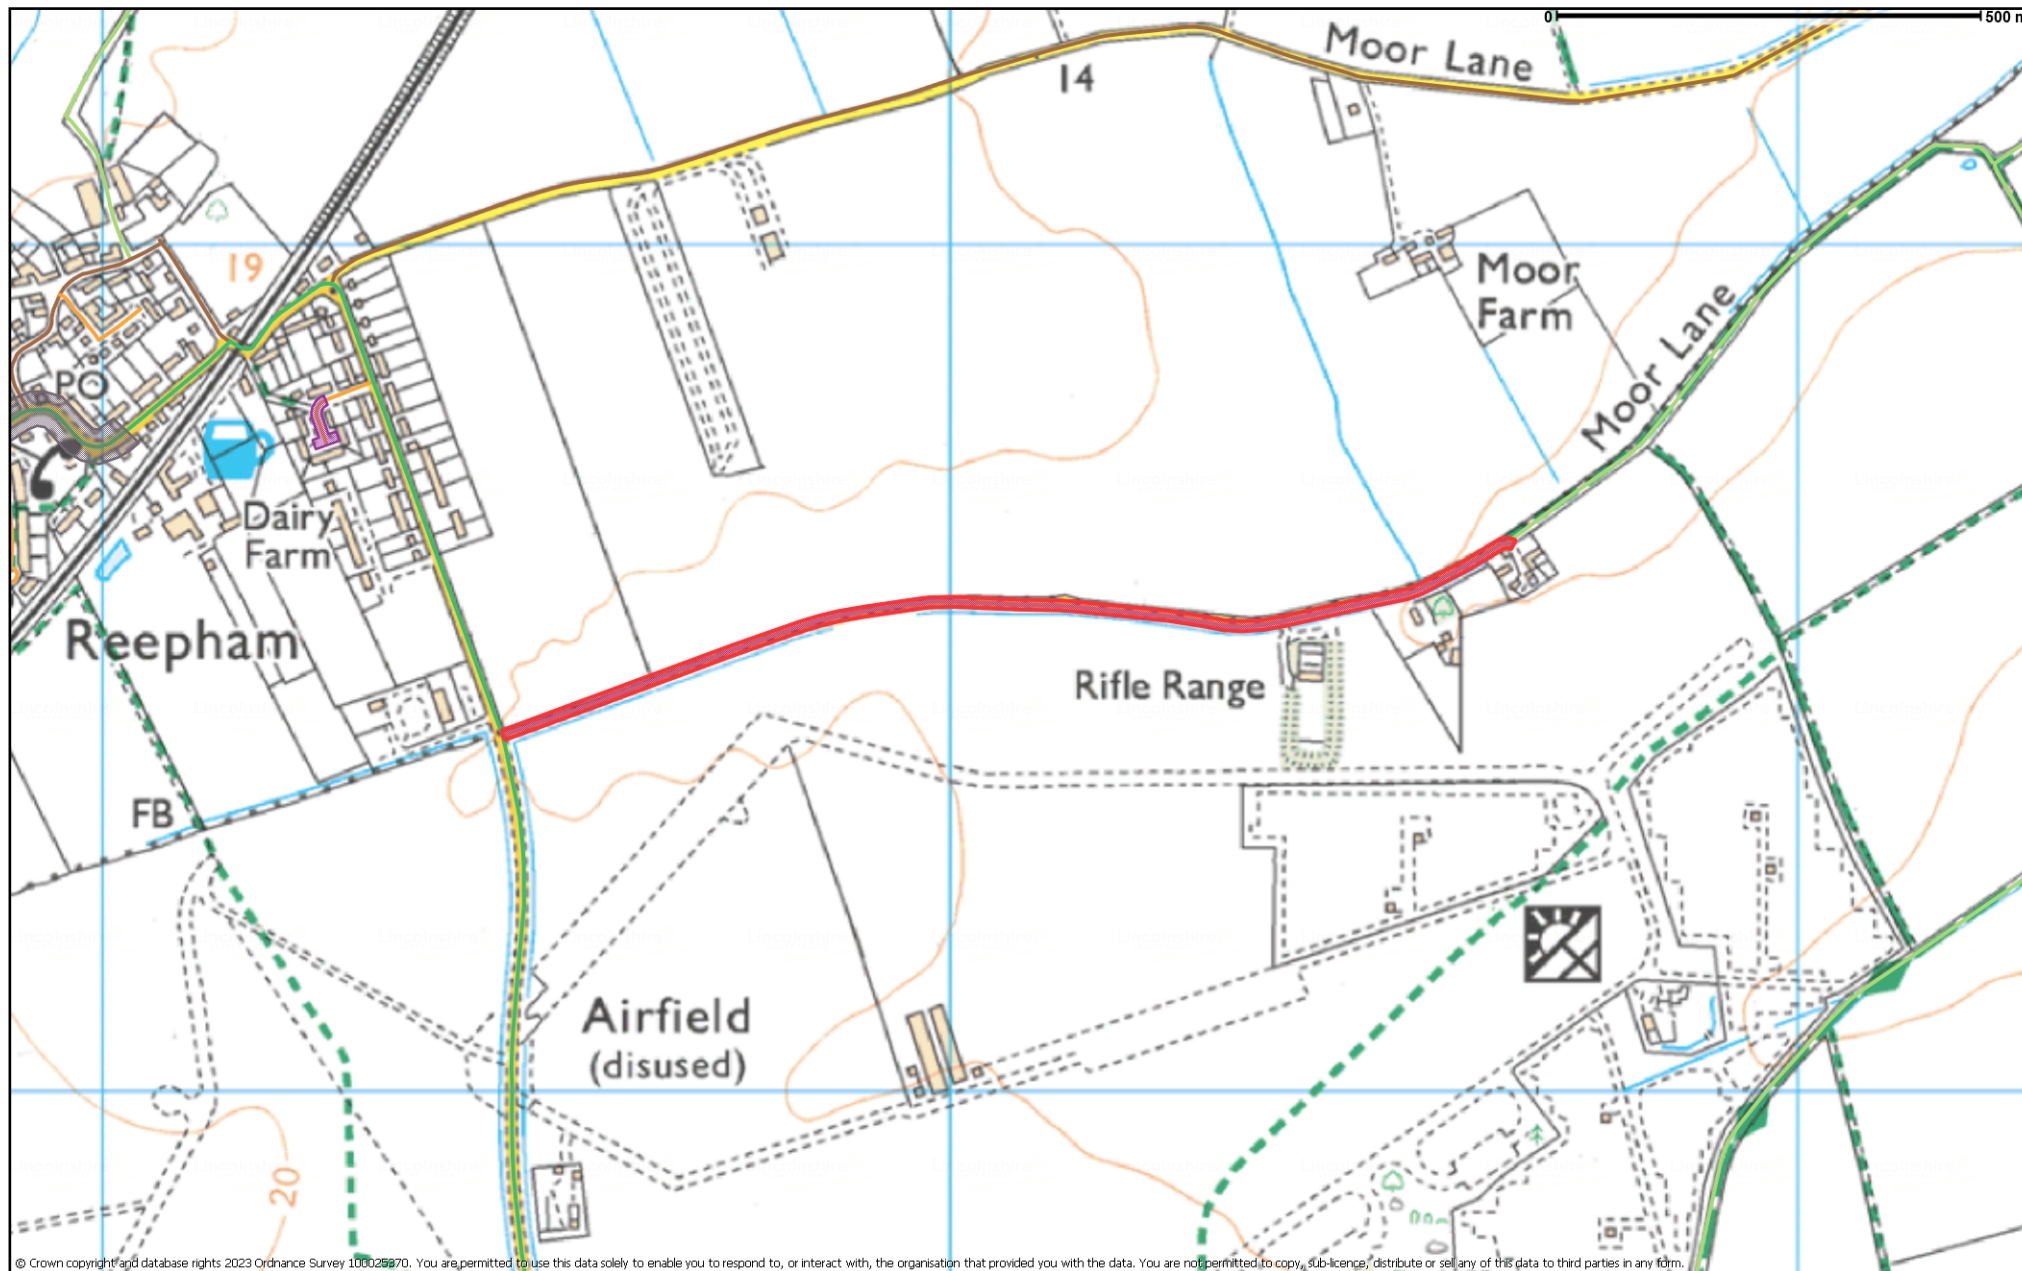 0
500 m
Moor Lane
14
19
Moor
Farm
Moor Lane
PO
Dairy
Farm
Reepham
Rifle Range
FB
Airfield
(disused)
20
© Crown copyright and database rights 2023 Ordnance Survey 100025370. You are permitted to use this data solely to enable you to respond to, or interact with, the organisation that provided you with the data. You are not permitted to copy, sub-licence, distribute or sell any of this data to third parties in any form.